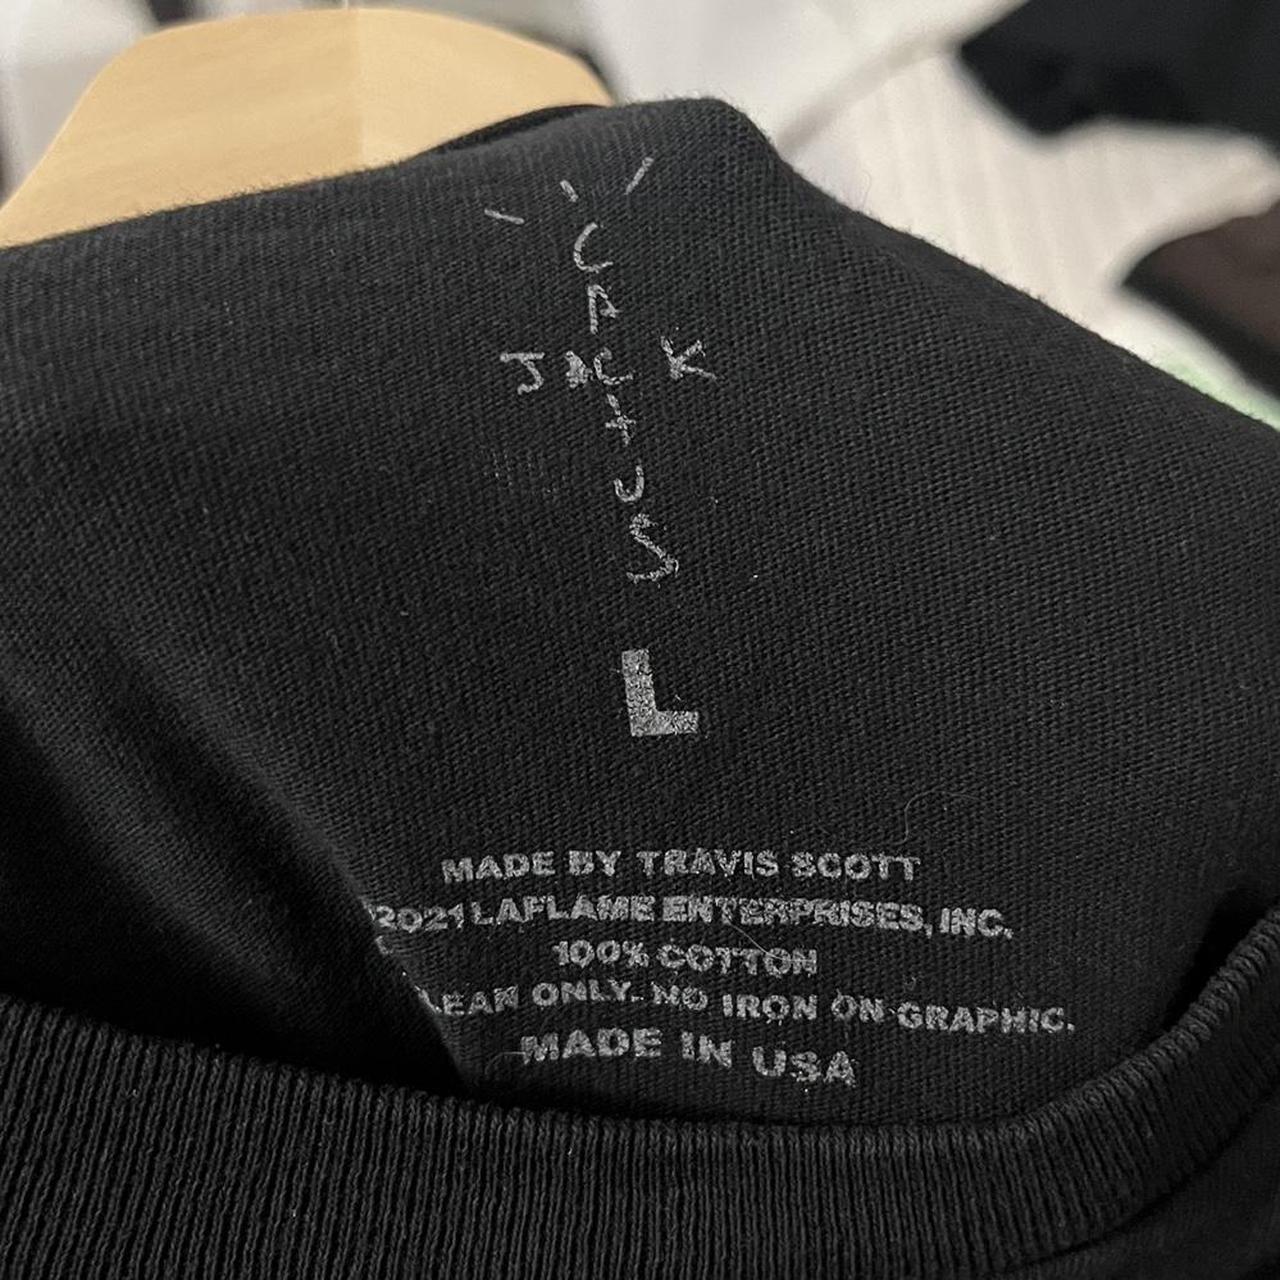 CACTUS
JACK
L
MADE BY TRAVIS SCOTT
2021 LAFLAME ENTERPRISES, INC.
100% COTTON
ONLY. NO IRON ON GRAPHIC.
MADE IN USA